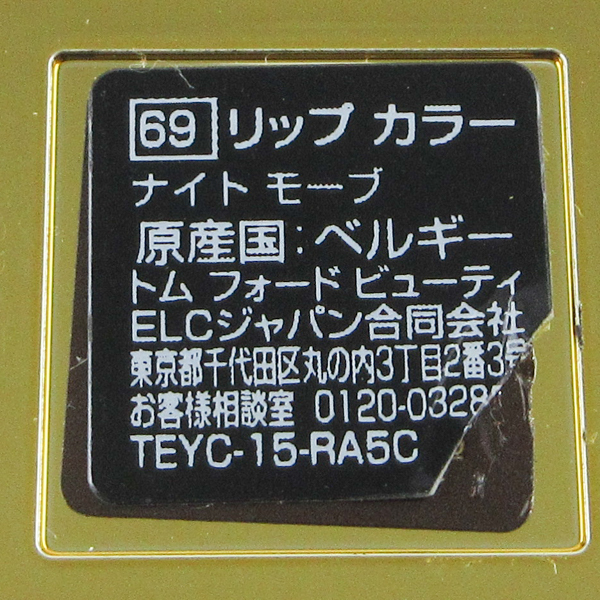 69 リップ カラー
ナイト モーブ
原産国：ベルギー
トム フォード ビューティ
ELCジャパン合同会社
東京都千代田区丸の内3丁目2番3号
お客様相談室 0120-0328
TEYC-15-RA5C